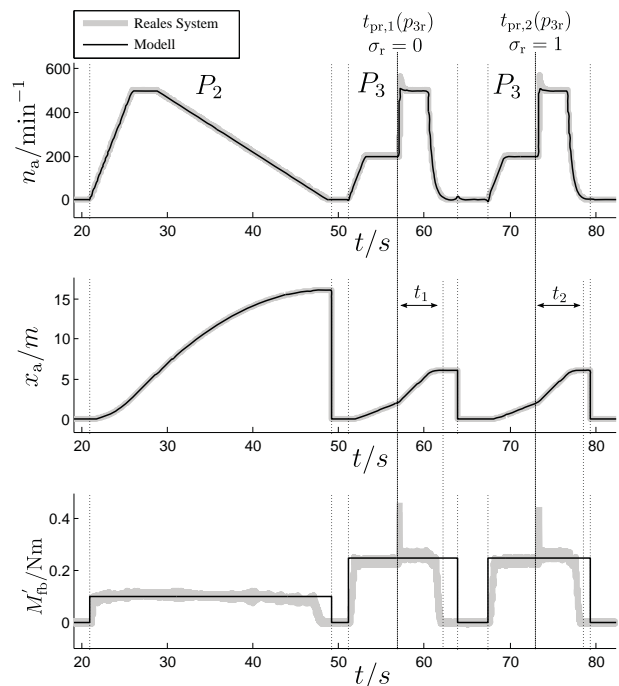 Reales System
Modell
t_pr,1(p_3r)
σ_r = 0
t_pr,2(p_3r)
σ_r = 1
P_2
P_3
P_3
n_a/min^−1
600
400
200
0
20 30 40 50 60 70 80
t/s
x_a/m
15
10
5
0
t_1
t_2
20 30 40 50 60 70 80
t/s
M′_fb/Nm
0.4
0.2
0
20 30 40 50 60 70 80
t/s